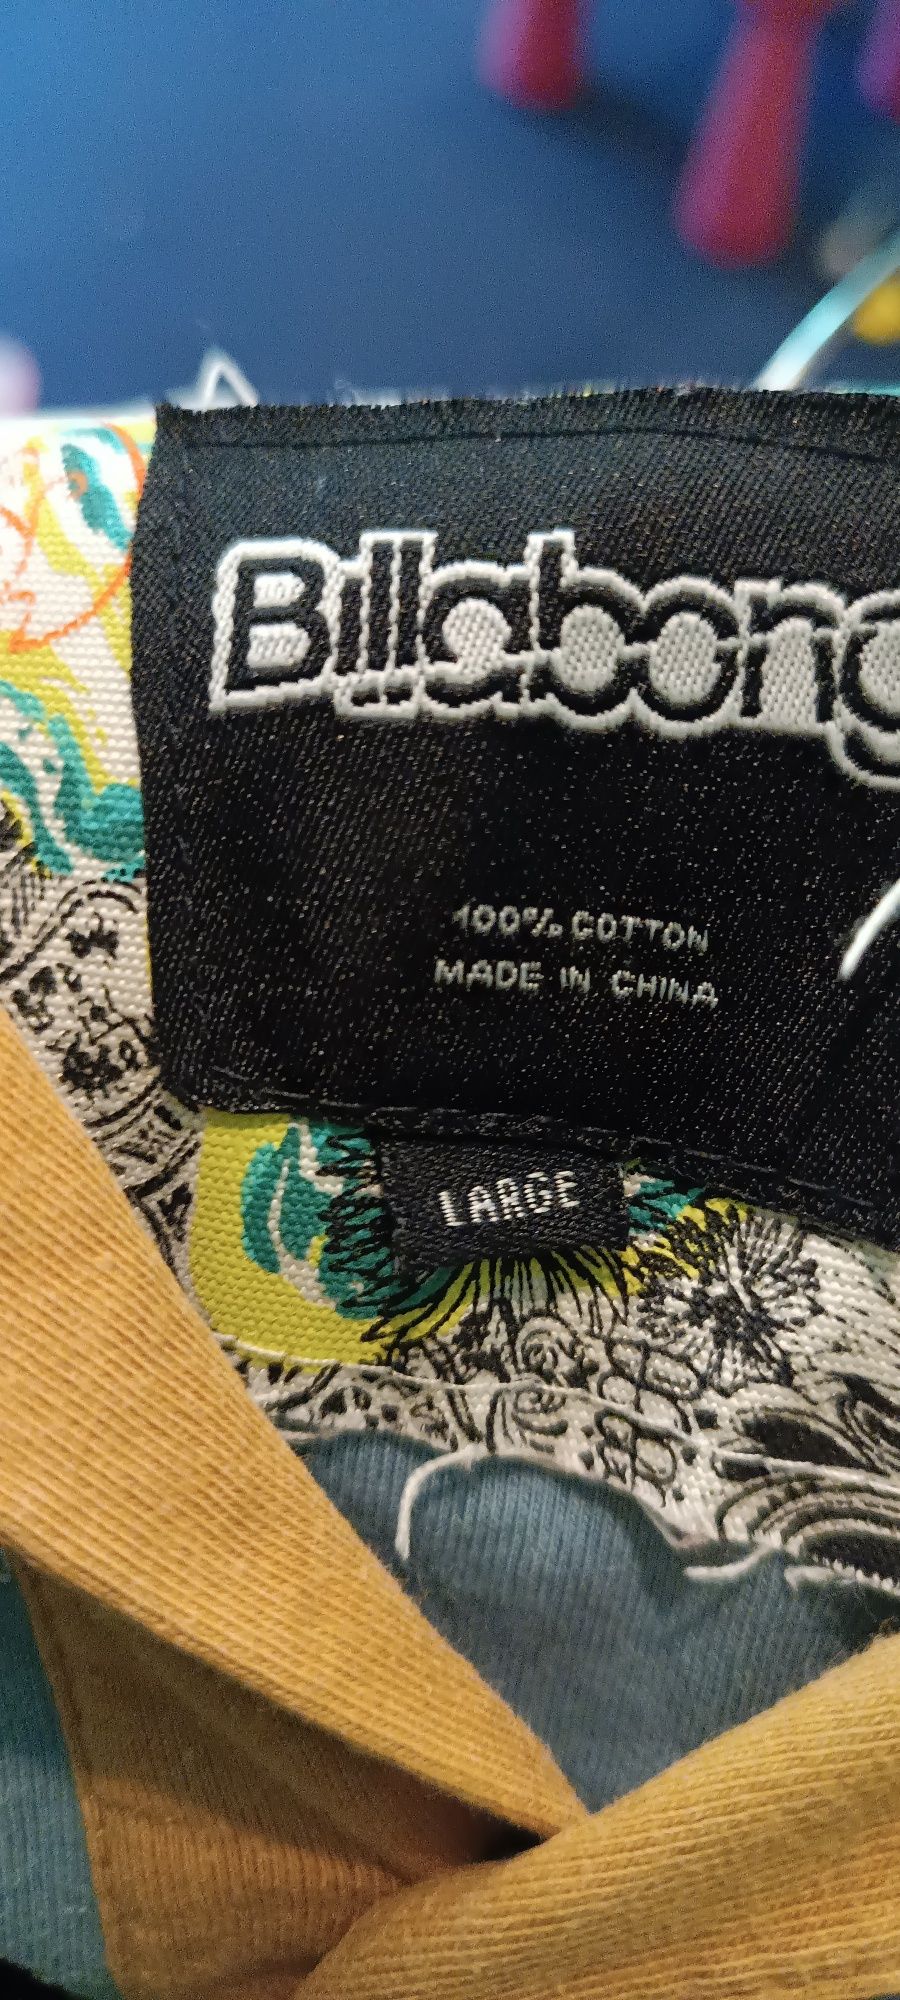 Billabong
100% COTTON
MADE IN CHINA
LARGE